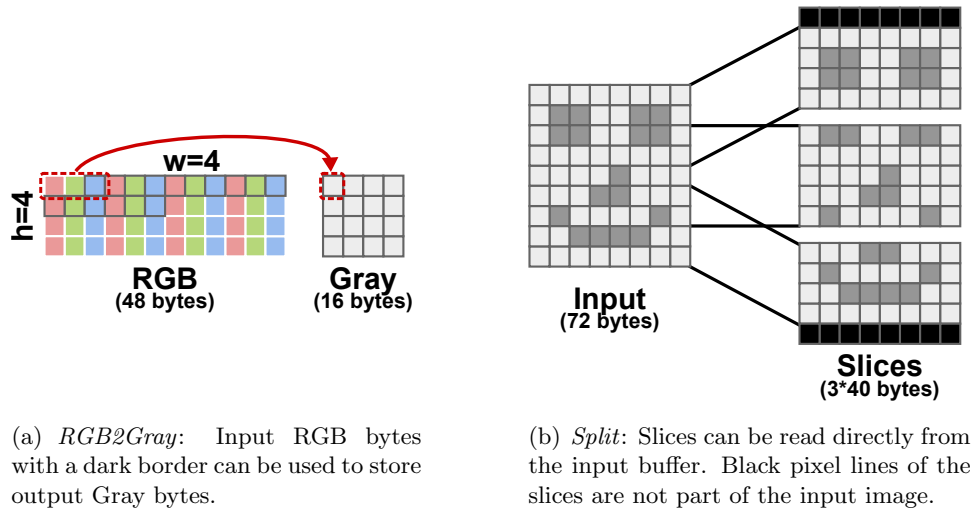 w=4
h=4
RGB
(48 bytes)
Gray
(16 bytes)
(a) RGB2Gray: Input RGB bytes
with a dark border can be used to store
output Gray bytes.
Input
(72 bytes)
Slices
(3*40 bytes)
(b) Split: Slices can be read directly from
the input buffer. Black pixel lines of the
slices are not part of the input image.